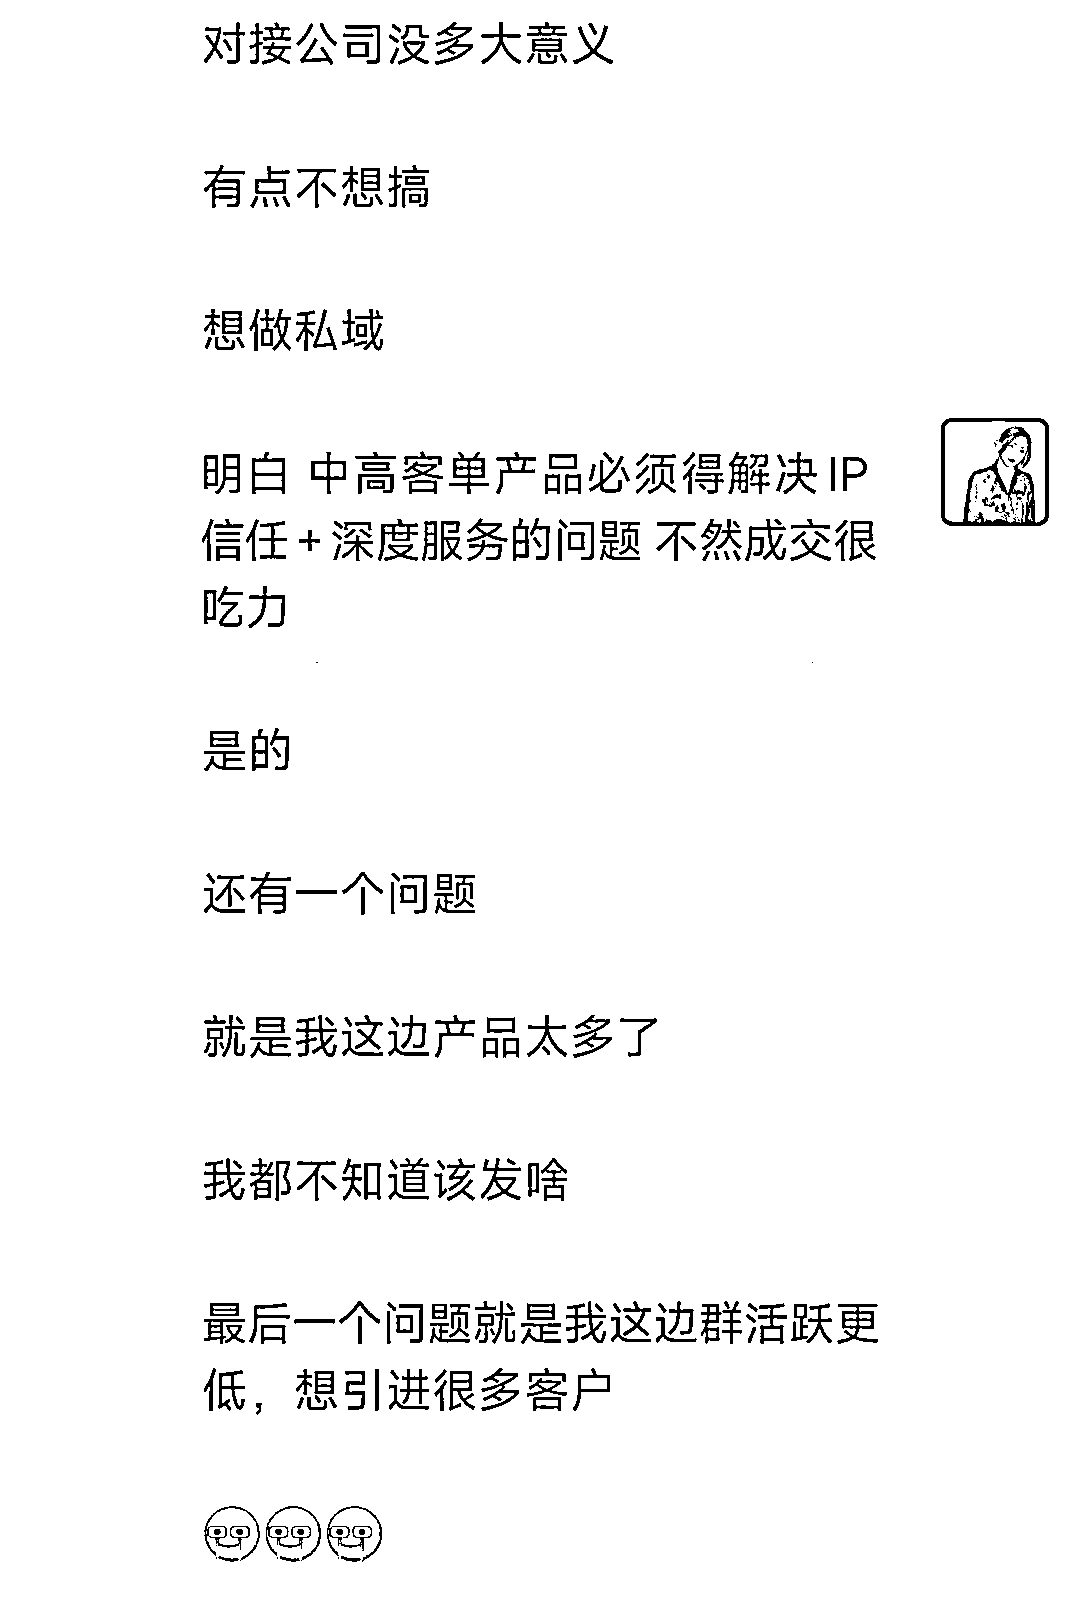 对接公司没多大意义
有点不想搞
想做私域
明白 中高客单产品必须得解决IP
信任+深度服务的问题 不然成交很
吃力
是的
还有一个问题
就是我这边产品太多了
我都不知道该发啥
最后一个问题就是我这边群活跃更
低，想引进很多客户